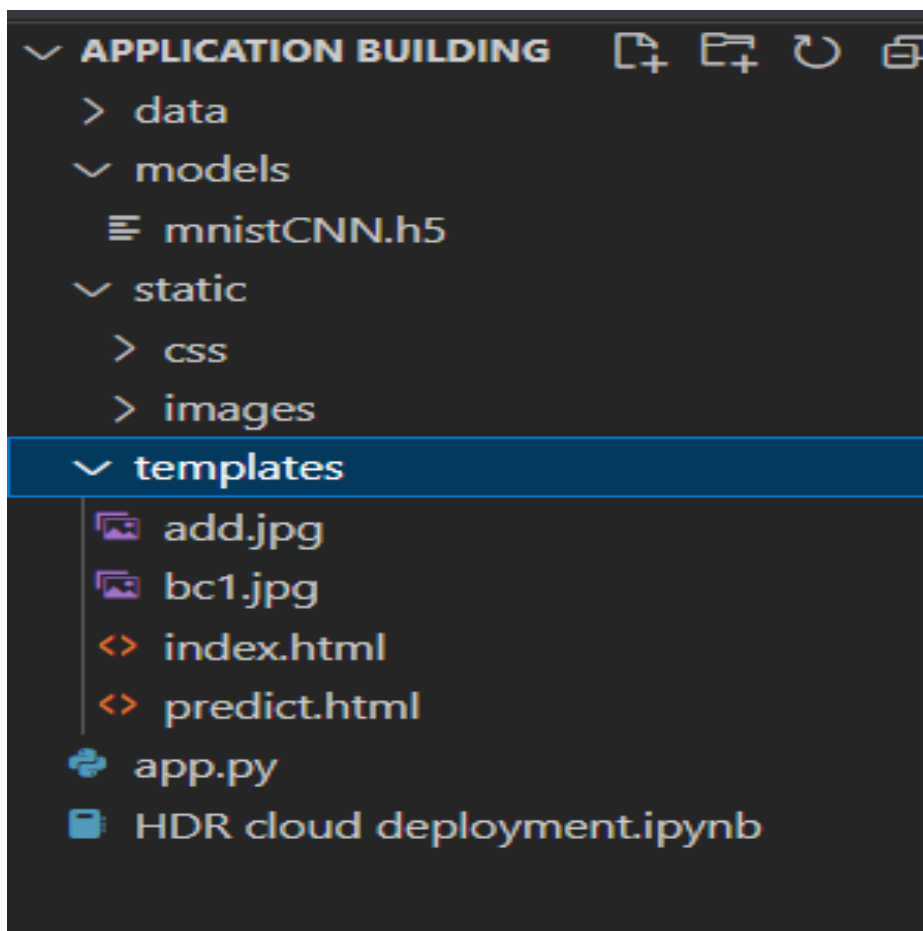 APPLICATION BUILDING
data
models
mnistCNN.h5
static
css
images
templates
add.jpg
bc1.jpg
index.html
predict.html
app.py
HDR cloud deployment.ipynb